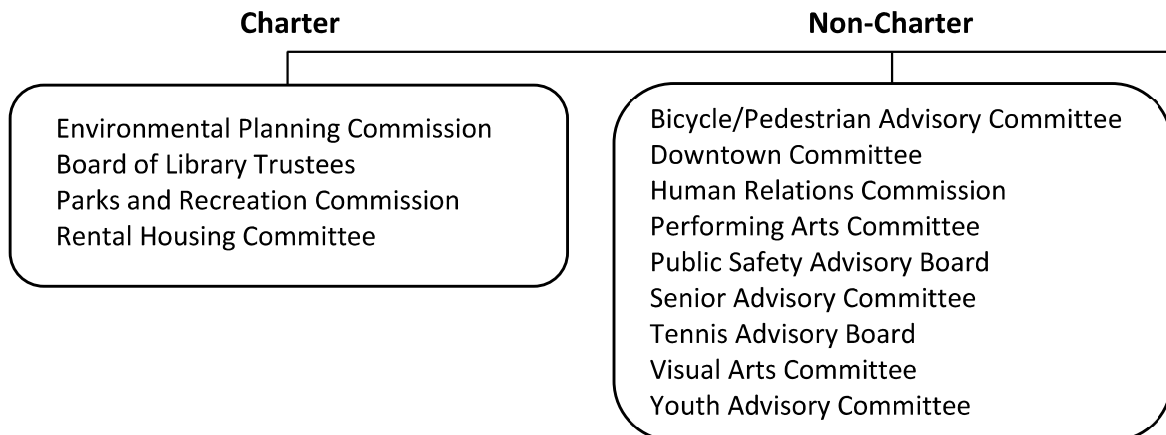 Charter
Non-Charter
Environmental Planning Commission
Board of Library Trustees
Parks and Recreation Commission
Rental Housing Committee
Bicycle/Pedestrian Advisory Committee
Downtown Committee
Human Relations Commission
Performing Arts Committee
Public Safety Advisory Board
Senior Advisory Committee
Tennis Advisory Board
Visual Arts Committee
Youth Advisory Committee